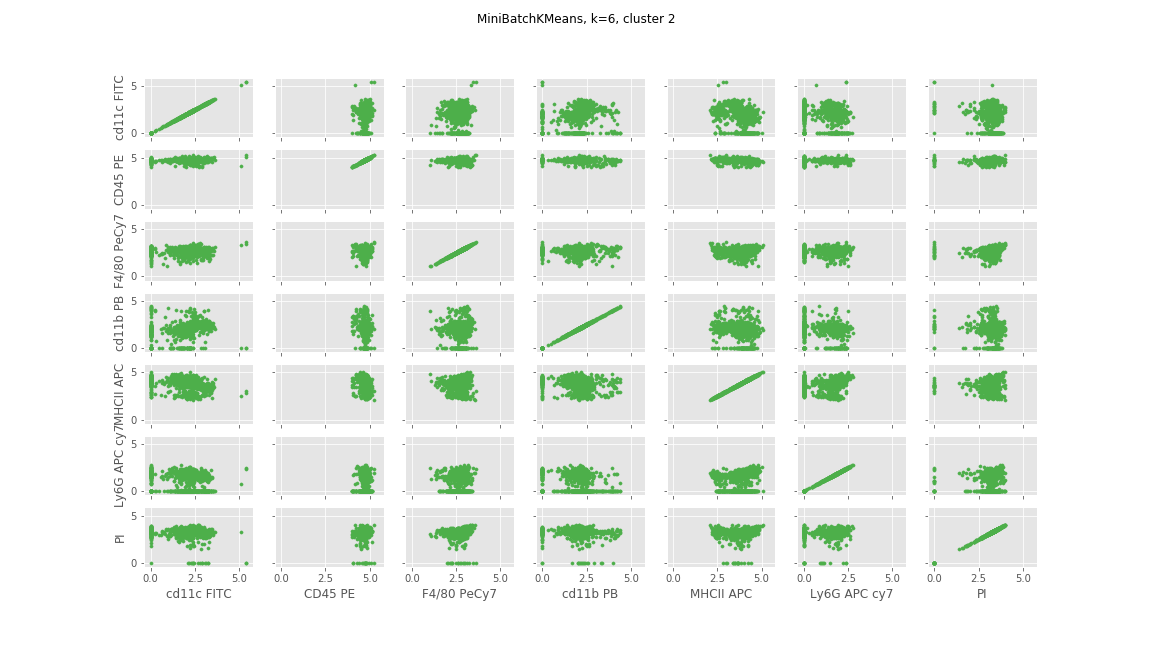 MiniBatchKMeans, k=6, cluster 2
cd11c FITC
5
0
CD45 PE
5
0
F4/80 PeCy7
5
0
cd11b PB
5
0
MHCII APC
5
0
Ly6G APC cy7
5
0
PI
5
0
0.0 2.5 5.0 0.0 2.5 5.0 0.0 2.5 5.0 0.0 2.5 5.0 0.0 2.5 5.0 0.0 2.5 5.0 0.0 2.5 5.0
cd11c FITC CD45 PE F4/80 PeCy7 cd11b PB MHCII APC Ly6G APC cy7 PI